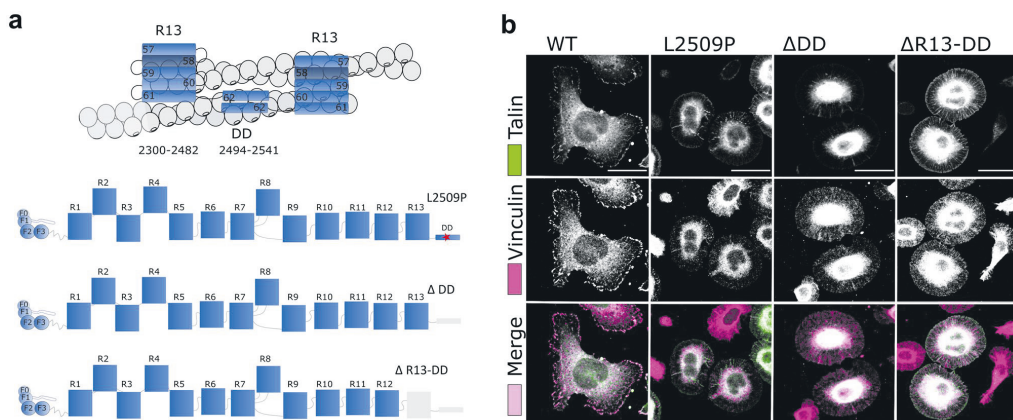 a
R13
R13
57
58
59
60
61
57
58
59
60
61
62
62
DD
2300-2482
2494-2541
R2
R4
R8
L2509P
R1
R3
R5
R6
R7
R9
R10
R11
R12
R13
DD
F0
F1
F2
F3
R2
R4
R8
Δ DD
R1
R3
R5
R6
R7
R9
R10
R11
R12
R13
F0
F1
F2
F3
R2
R4
R8
Δ R13-DD
R1
R3
R5
R6
R7
R9
R10
R11
R12
F0
F1
F2
F3
b
WT
L2509P
ΔDD
ΔR13-DD
Talin
Vinculin
Merge